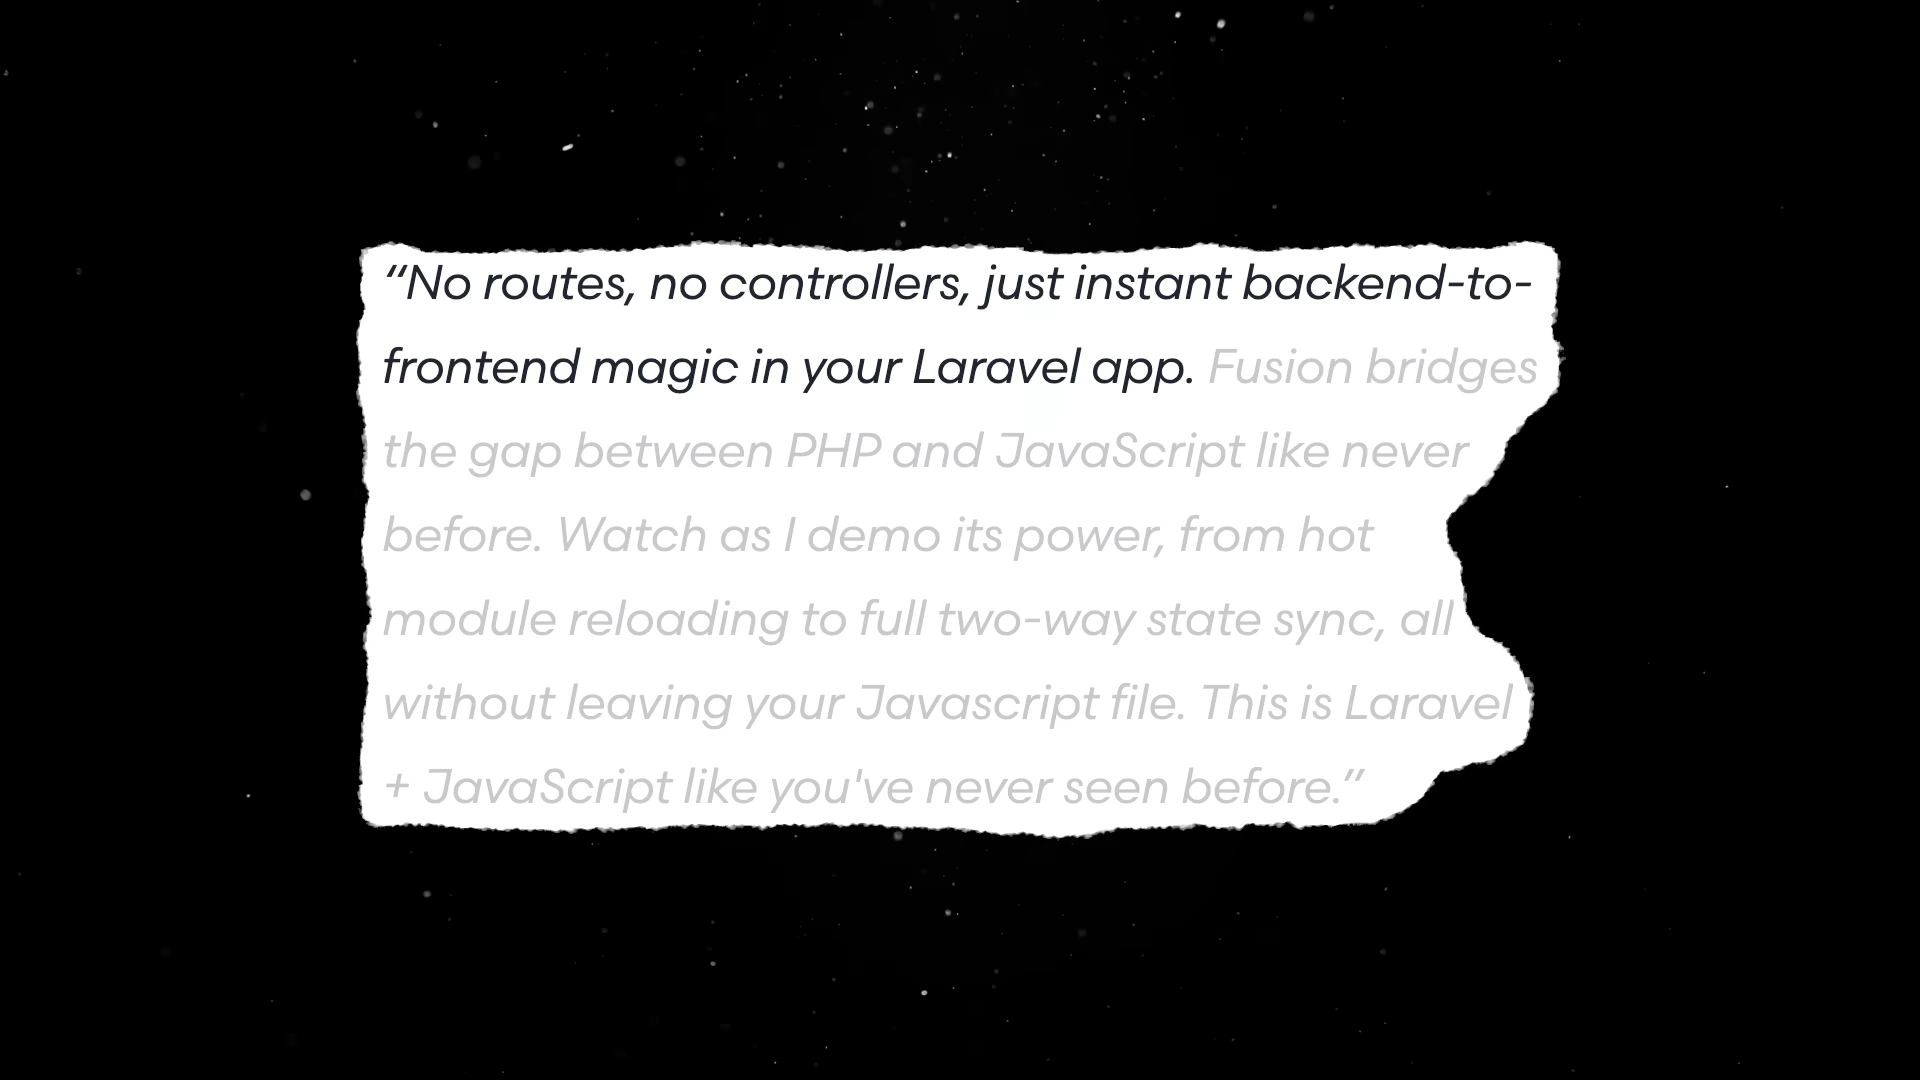 “No routes, no controllers, just instant backend-to-
frontend magic in your Laravel app. Fusion bridges
the gap between PHP and JavaScript like never
before. Watch as I demo its power, from hot
module reloading to full two-way state sync, all
without leaving your Javascript file. This is Laravel
+ JavaScript like you've never seen before.”